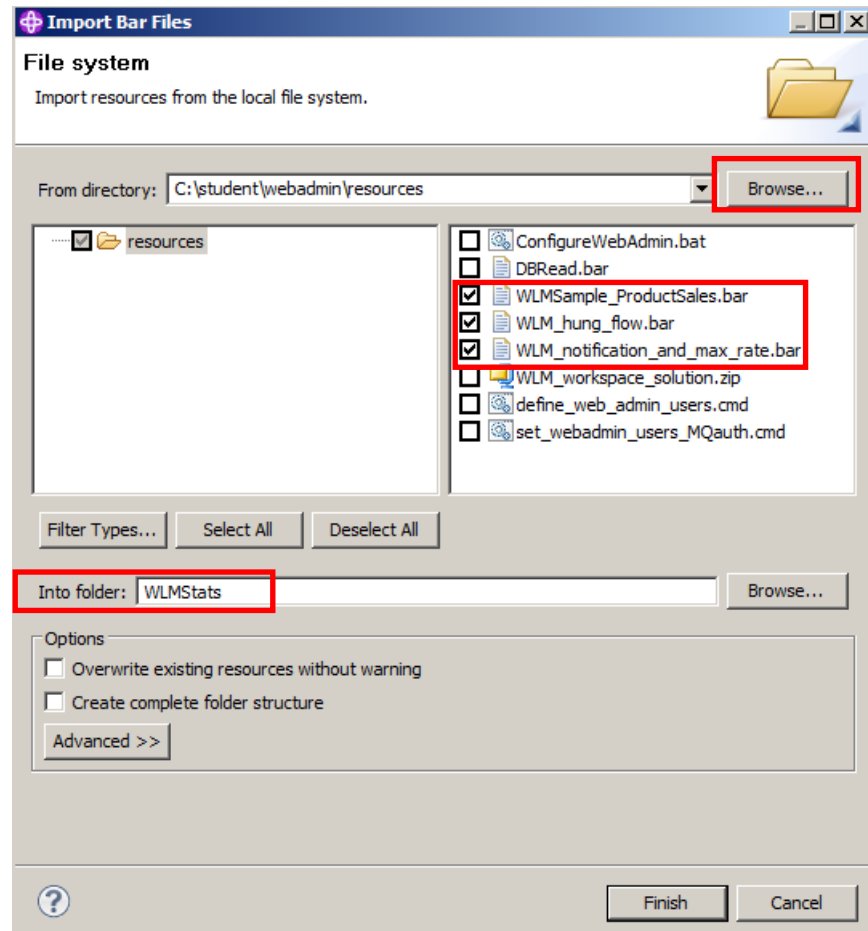 Import Bar Files
File system
Import resources from the local file system.
From directory: C:\student\webadmin\resources Browse...
resources
ConfigureWebAdmin.bat
DBRead.bar
WLMSample_ProductSales.bar
WLM_hung_flow.bar
WLM_notification_and_max_rate.bar
WLM_workspace_solution.zip
define_web_admin_users.cmd
set_webadmin_users_MQauth.cmd
Filter Types... Select All Deselect All
Into folder: WLMStats Browse...
Options
Overwrite existing resources without warning
Create complete folder structure
Advanced >>
? Finish Cancel